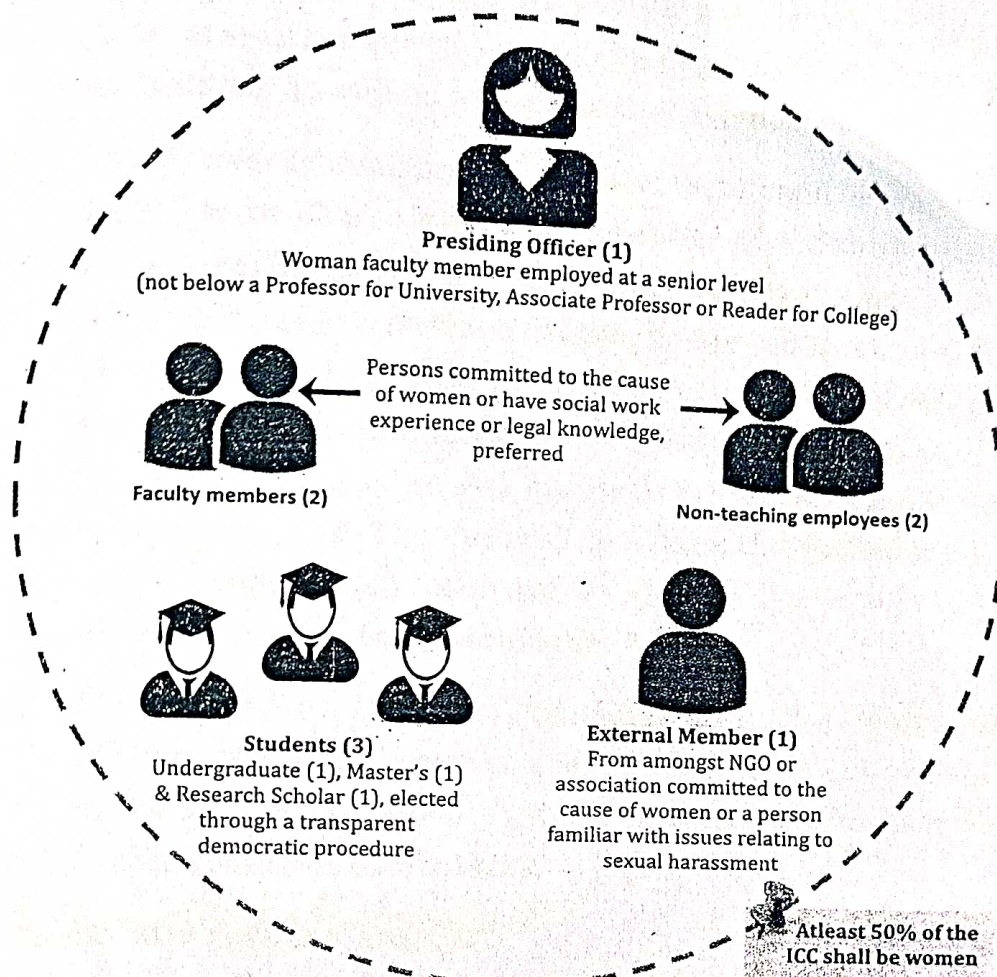 Presiding Officer (1)
Woman faculty member employed at a senior level
(not below a Professor for University, Associate Professor or Reader for College)
Persons committed to the cause
of women or have social work
experience or legal knowledge,
preferred
Faculty members (2)
Non-teaching employees (2)
Students (3)
Undergraduate (1), Master's (1)
& Research Scholar (1), elected
through a transparent
democratic procedure
External Member (1)
From amongst NGO or
association committed to the
cause of women or a person
familiar with issues relating to
sexual harassment
Atleast 50% of the
ICC shall be women